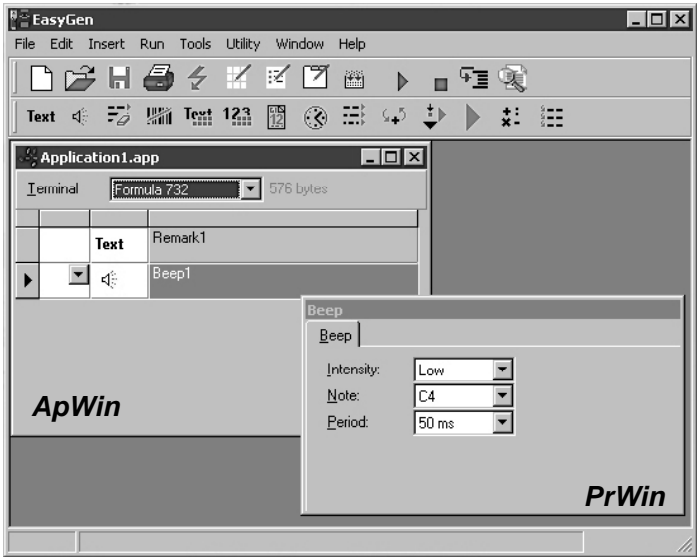 EasyGen
File Edit Insert Run Tools Utility Window Help
Text Text 123 12
Application1.app
Terminal Formula 732 576 bytes
Text Remark1
Beep1
Beep
Beep
Intensity: Low
Note: C4
Period: 50 ms
ApWin
PrWin